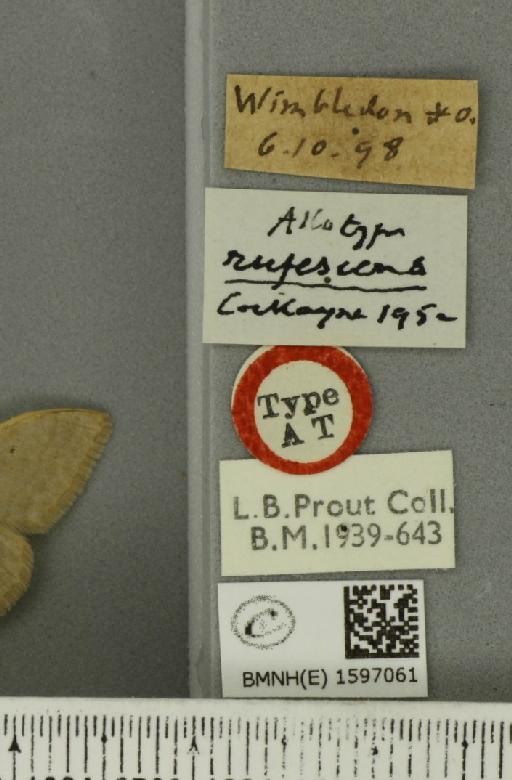 Wimbledon
6.10.98
Allotype
rufescens
Cockayne 1952
Type
A T
L.B.Prout Coll.
B.M.1939-643
C
BMNH(E) 1597061